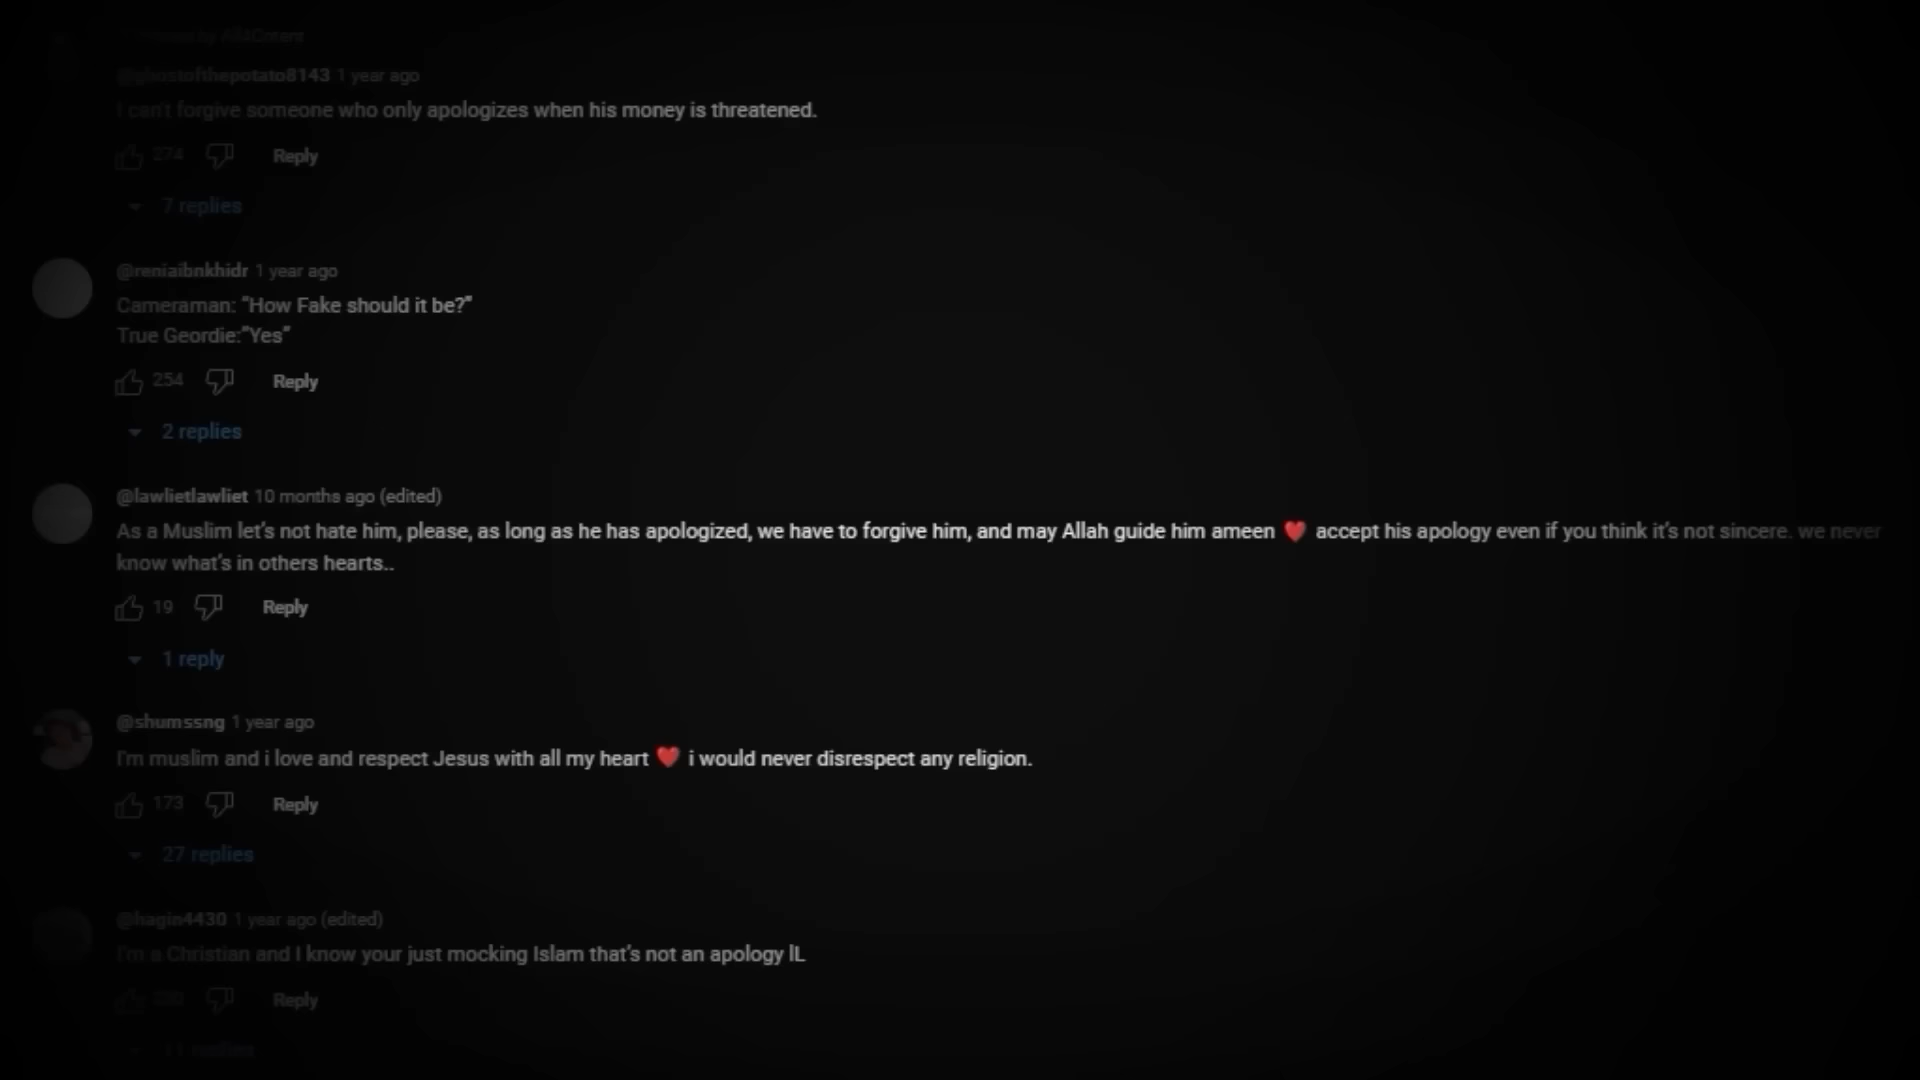 @ghostofthepotato8143 1 year ago
I can't forgive someone who only apologizes when his money is threatened.
274 Reply
7 replies
@reniaibnkhidr 1 year ago
Cameraman: “How Fake should it be?”
True Geordie:"Yes”
254 Reply
2 replies
@lawlietlawliet 10 months ago (edited)
As a Muslim let's not hate him, please, as long as he has apologized, we have to forgive him, and may Allah guide him ameen ❤️ accept his apology even if you think it's not sincere. we never
know what's in others hearts..
19 Reply
1 reply
@shumssng 1 year ago
I'm muslim and i love and respect Jesus with all my heart ❤️ i would never disrespect any religion.
173 Reply
27 replies
@hagin4430 1 year ago (edited)
I'm a Christian and I know your just mocking Islam that's not an apology lL
Reply
11 replies